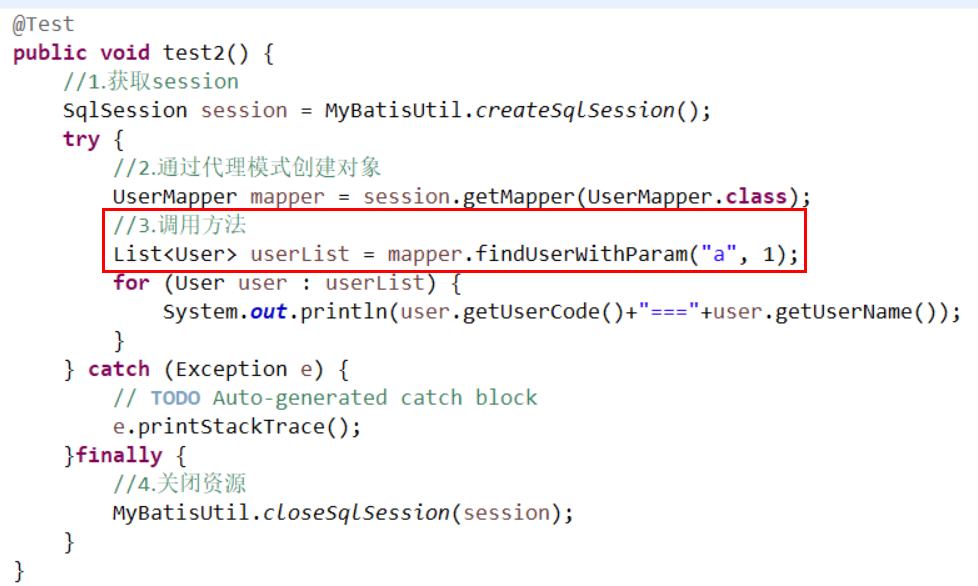 @Test
public void test2() {
    //1.获取session
    SqlSession session = MyBatisUtil.createSqlSession();
    try {
        //2.通过代理模式创建对象
        UserMapper mapper = session.getMapper(UserMapper.class);
        //3.调用方法
        List<User> userList = mapper.findUserWithParam("a", 1);
        for (User user : userList) {
            System.out.println(user.getUserCode()+"==="+user.getUserName());
        }
    } catch (Exception e) {
        // TODO Auto-generated catch block
        e.printStackTrace();
    }finally {
        //4.关闭资源
        MyBatisUtil.closeSqlSession(session);
    }
}